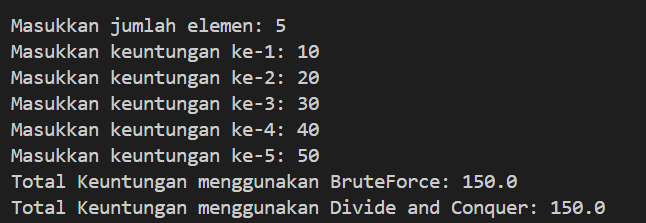 Masukkan jumlah elemen: 5
Masukkan keuntungan ke-1: 10
Masukkan keuntungan ke-2: 20
Masukkan keuntungan ke-3: 30
Masukkan keuntungan ke-4: 40
Masukkan keuntungan ke-5: 50
Total Keuntungan menggunakan BruteForce: 150.0
Total Keuntungan menggunakan Divide and Conquer: 150.0